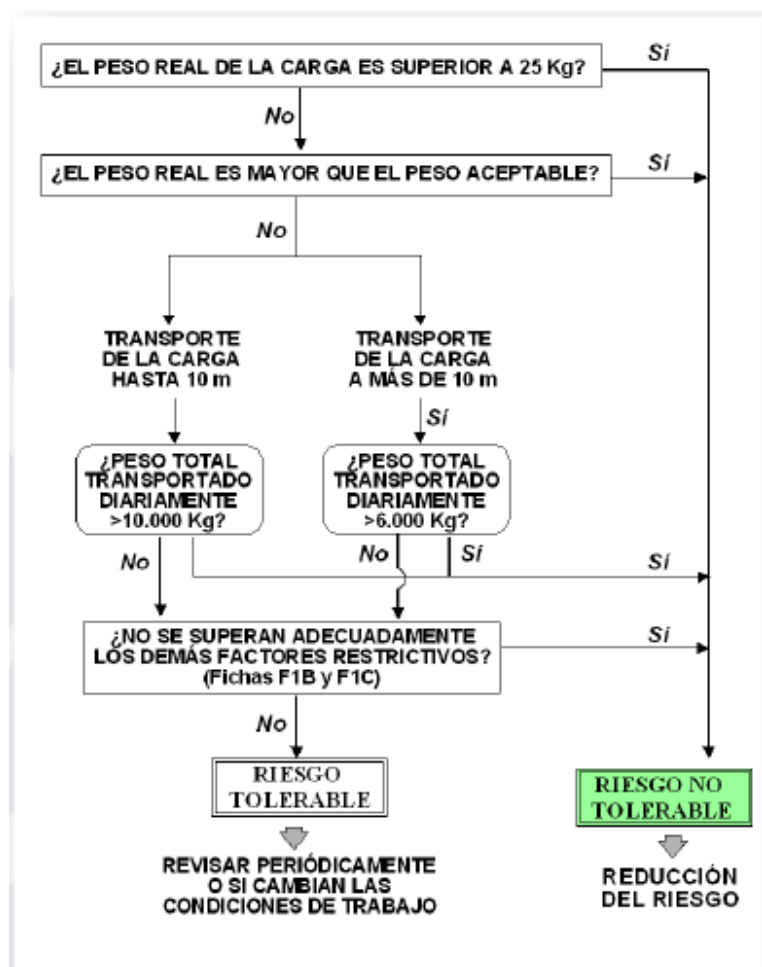 ¿EL PESO REAL DE LA CARGA ES SUPERIOR A 25 Kg?
Sí
No
¿EL PESO REAL ES MAYOR QUE EL PESO ACEPTABLE?
Sí
No
TRANSPORTE
DE LA CARGA
HASTA 10 m
TRANSPORTE
DE LA CARGA
A MÁS DE 10 m
Sí
¿PESO TOTAL
TRANSPORTADO
DIARIAMENTE
>10.000 Kg?
¿PESO TOTAL
TRANSPORTADO
DIARIAMENTE
>6.000 Kg?
No
No
Sí
Sí
¿NO SE SUPERAN ADECUADAMENTE
LOS DEMÁS FACTORES RESTRICTIVOS?
(Fichas F1B y F1C)
Sí
No
RIESGO
TOLERABLE
RIESGO NO
TOLERABLE
REVISAR PERIÓDICAMENTE
O SI CAMBIAN LAS
CONDICIONES DE TRABAJO
REDUCCIÓN
DEL RIESGO